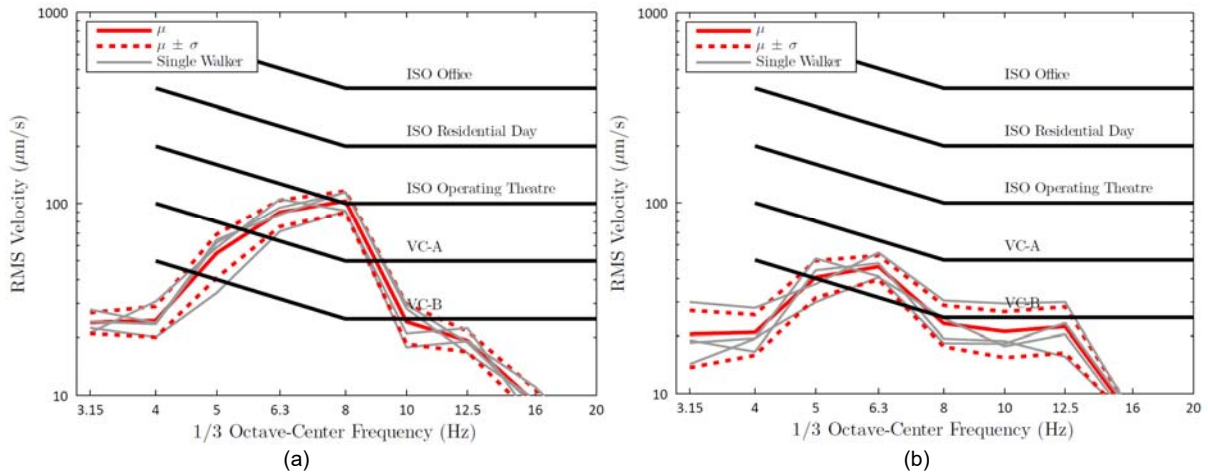 1000
100
10
RMS Velocity (μm/s)
μ
μ ± σ
Single Walker
ISO Office
ISO Residential Day
ISO Operating Theatre
VC-A
VC-B
3.15 4 5 6.3 8 10 12.5 16 20
1/3 Octave-Center Frequency (Hz)
(a)
1000
100
10
RMS Velocity (μm/s)
μ
μ ± σ
Single Walker
ISO Office
ISO Residential Day
ISO Operating Theatre
VC-A
VC-B
3.15 4 5 6.3 8 10 12.5 16 20
1/3 Octave-Center Frequency (Hz)
(b)